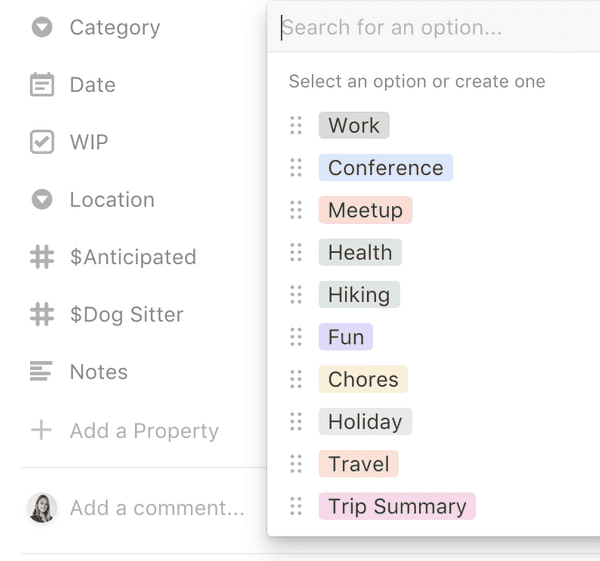 Category
Date
WIP
Location
$Anticipated
$Dog Sitter
Notes
Add a Property
Add a comment...
Search for an option...
Select an option or create one
Work
Conference
Meetup
Health
Hiking
Fun
Chores
Holiday
Travel
Trip Summary